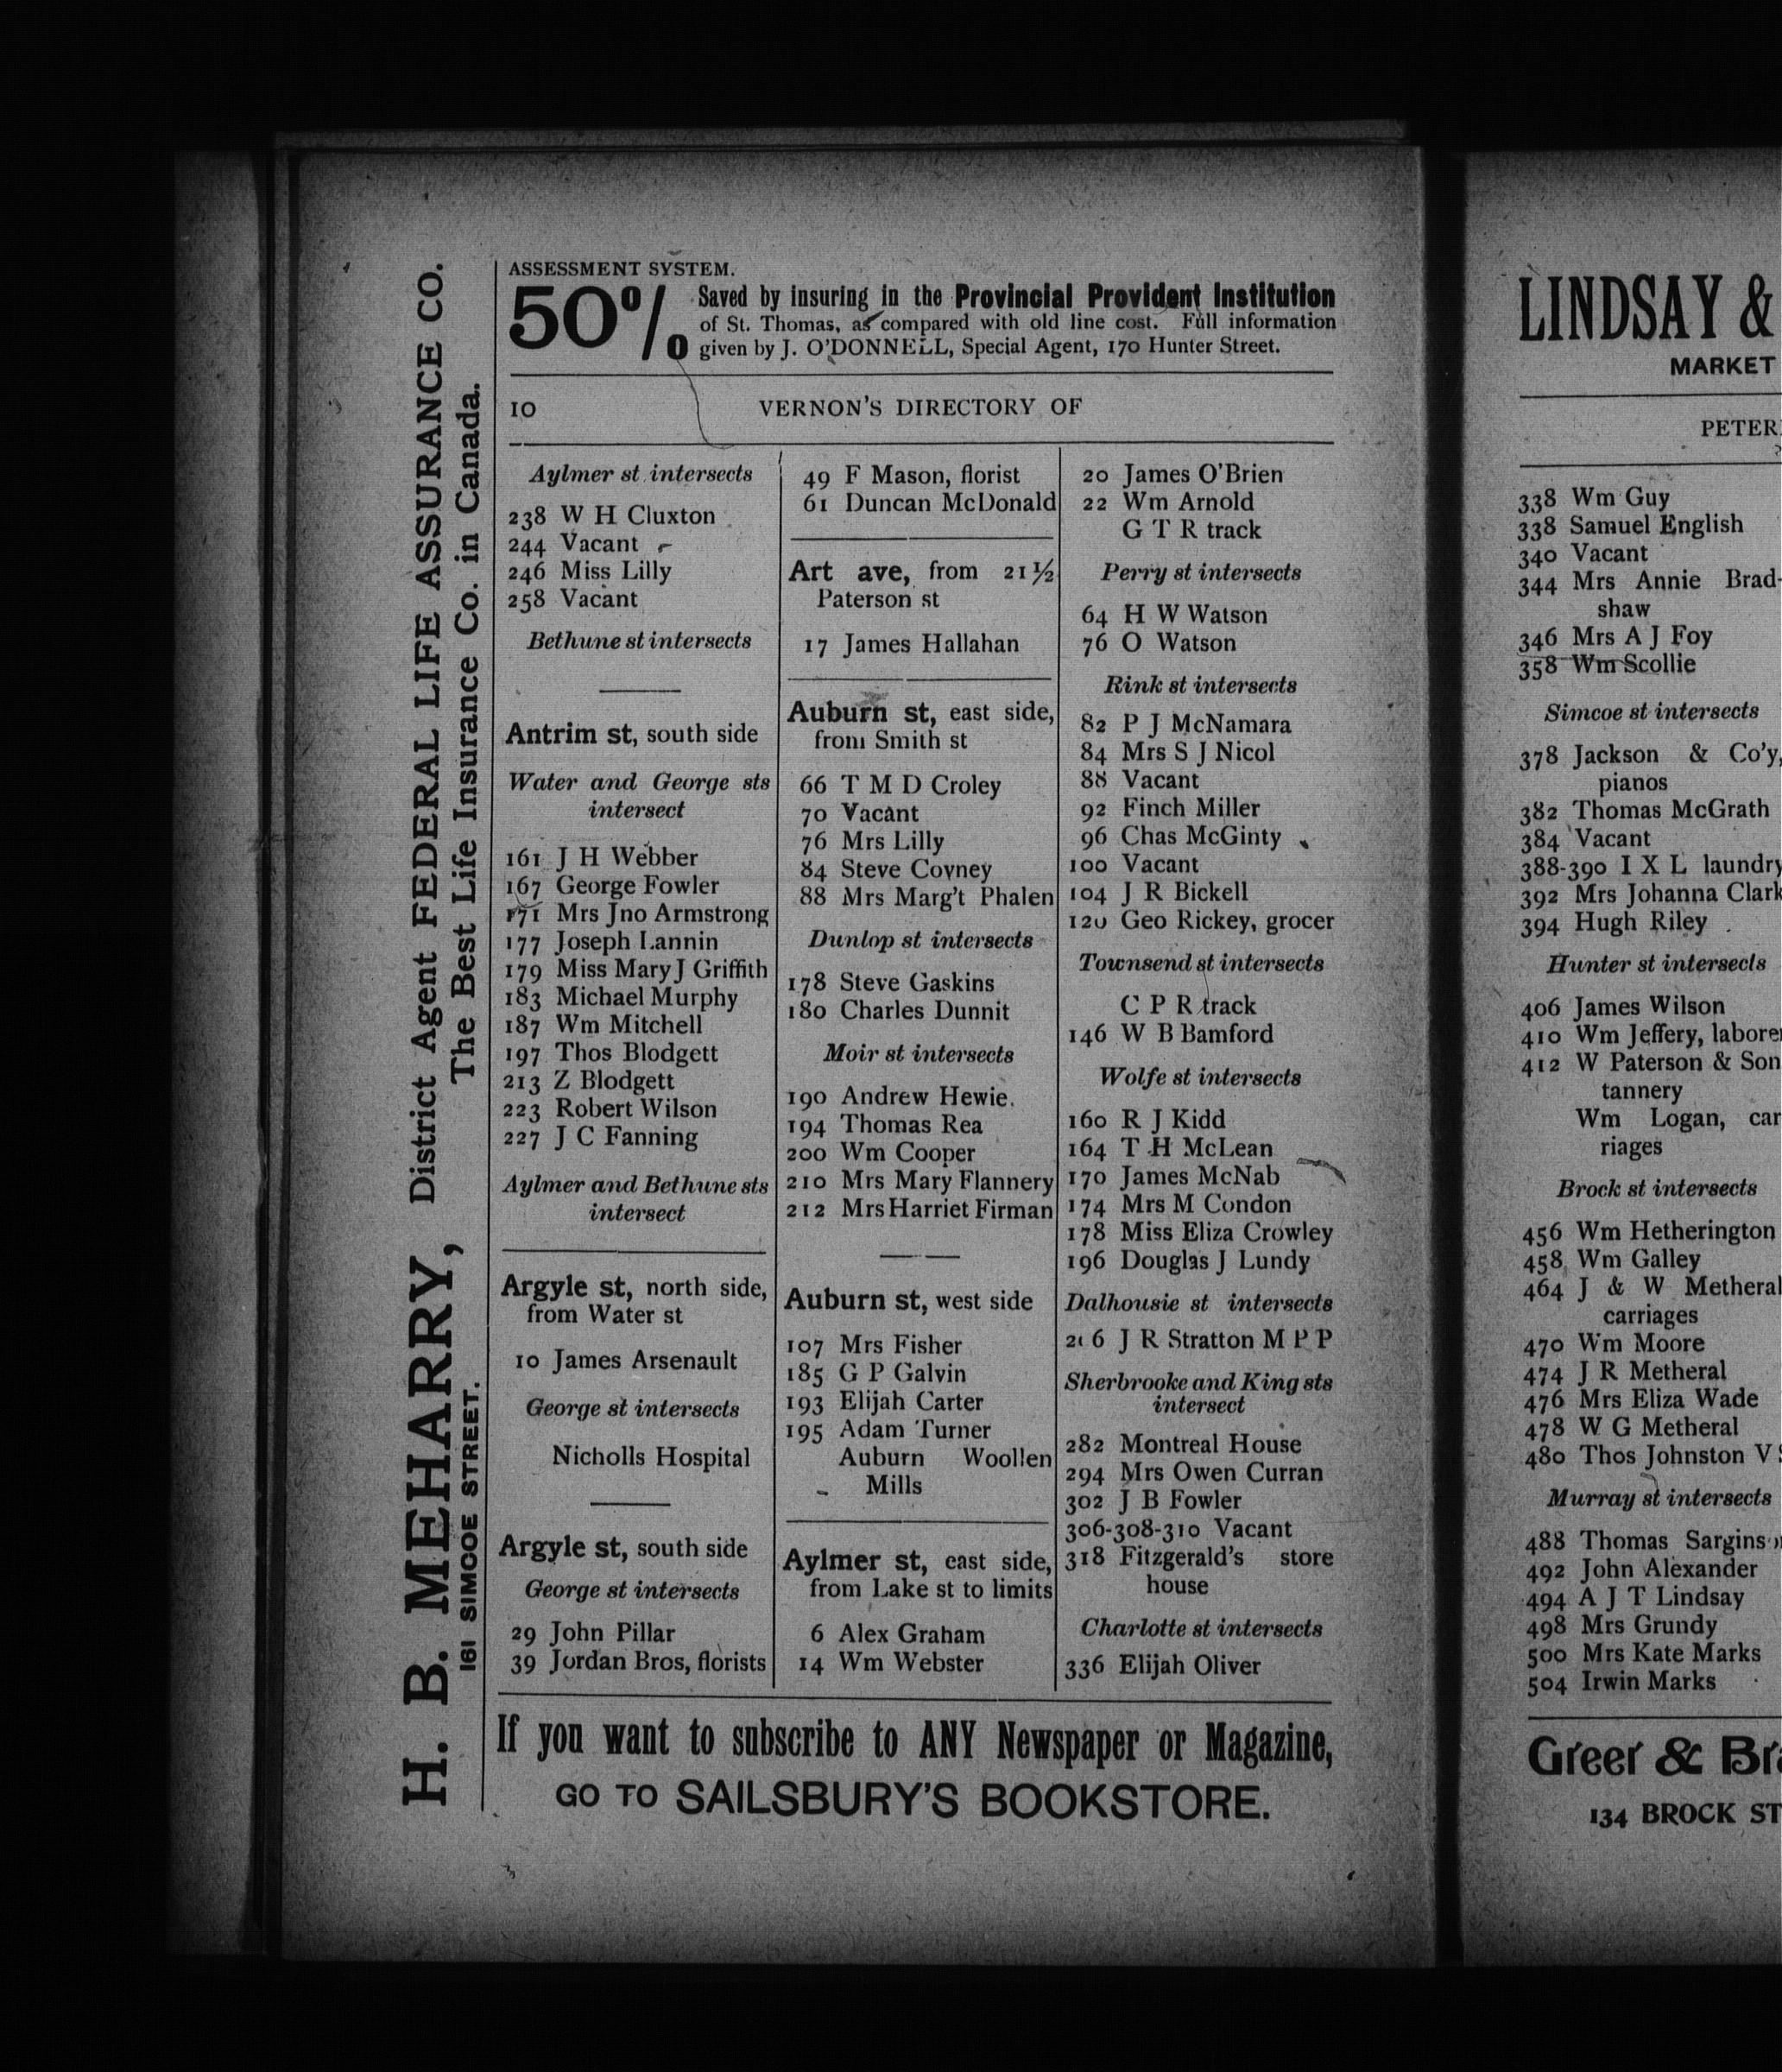 H. B. MEHARRY, District Agent FEDERAL LIFE ASSURANCE CO.
161 SIMCOE STREET. The Best Life Insurance Co. in Canada.
ASSESSMENT SYSTEM.
50% Saved by insuring in the Provincial Provident Institution
of St. Thomas, as compared with old line cost. Full information
given by J. O'DONNELL, Special Agent, 170 Hunter Street.
10 VERNON'S DIRECTORY OF
Aylmer st intersects
238 W H Cluxton
244 Vacant
246 Miss Lilly
258 Vacant
Bethune st intersects
Antrim st, south side
Water and George sts
intersect
161 J H Webber
167 George Fowler
171 Mrs Jno Armstrong
177 Joseph Lannin
179 Miss Mary J Griffith
183 Michael Murphy
187 Wm Mitchell
197 Thos Blodgett
213 Z Blodgett
223 Robert Wilson
227 J C Fanning
Aylmer and Bethune sts
intersect
Argyle st, north side,
from Water st
10 James Arsenault
George st intersects
Nicholls Hospital
Argyle st, south side
George st intersects
29 John Pillar
39 Jordan Bros, florists
49 F Mason, florist
61 Duncan McDonald
Art ave, from 21½
Paterson st
17 James Hallahan
Auburn st, east side,
from Smith st
66 T M D Croley
70 Vacant
76 Mrs Lilly
84 Steve Covney
88 Mrs Marg't Phalen
Dunlop st intersects
178 Steve Gaskins
180 Charles Dunnit
Moir st intersects
190 Andrew Hewie.
194 Thomas Rea
200 Wm Cooper
210 Mrs Mary Flannery
212 Mrs Harriet Firman
Auburn st, west side
107 Mrs Fisher
185 G P Galvin
193 Elijah Carter
195 Adam Turner
Auburn Woollen
Mills
Aylmer st, east side,
from Lake st to limits
6 Alex Graham
14 Wm Webster
20 James O'Brien
22 Wm Arnold
G T R track
Perry st intersects
64 H W Watson
76 O Watson
Rink st intersects
82 P J McNamara
84 Mrs S J Nicol
88 Vacant
92 Finch Miller
96 Chas McGinty
100 Vacant
104 J R Bickell
120 Geo Rickey, grocer
Townsend st intersects
C P R track
146 W B Bamford
Wolfe st intersects
160 R J Kidd
164 T H McLean
170 James McNab
174 Mrs M Condon
178 Miss Eliza Crowley
196 Douglas J Lundy
Dalhousie st intersects
216 J R Stratton M P P
Sherbrooke and King sts
intersect
282 Montreal House
294 Mrs Owen Curran
302 J B Fowler
306-308-310 Vacant
318 Fitzgerald's store
house
Charlotte st intersects
336 Elijah Oliver
If you want to subscribe to ANY Newspaper or Magazine,
GO TO SAILSBURY'S BOOKSTORE.
LINDSAY &
MARKET
PETER
338 Wm Guy
338 Samuel English
340 Vacant
344 Mrs Annie Brad-
shaw
346 Mrs A J Foy
358 Wm Scollie
Simcoe st intersects
378 Jackson & Co'y,
pianos
382 Thomas McGrath
384 Vacant
388-390 I X L laundry
392 Mrs Johanna Clark
394 Hugh Riley
Hunter st intersects
406 James Wilson
410 Wm Jeffery, labore
412 W Paterson & Son
tannery
Wm Logan, car
riages
Brock st intersects
456 Wm Hetherington
458 Wm Galley
464 J & W Metheral
carriages
470 Wm Moore
474 J R Metheral
476 Mrs Eliza Wade
478 W G Metheral
480 Thos Johnston V S
Murray st intersects
488 Thomas Sargins
492 John Alexander
494 A J T Lindsay
498 Mrs Grundy
500 Mrs Kate Marks
504 Irwin Marks
Greer & Bra
134 BROCK ST